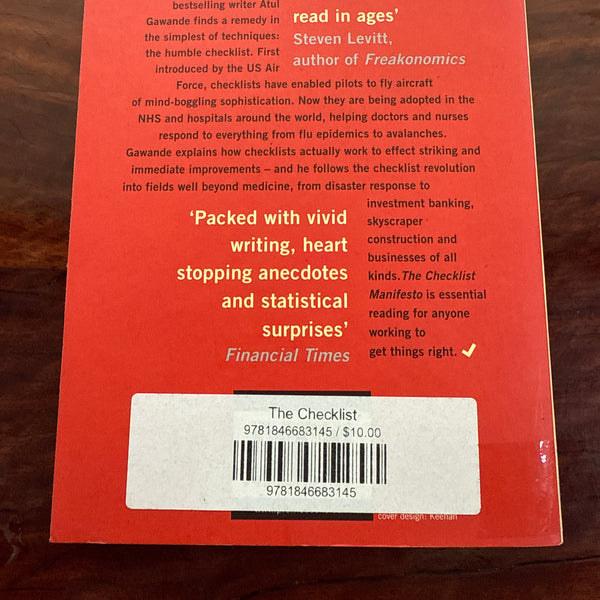 bestselling writer Atul
Gawande finds a remedy in
the simplest of techniques:
the humble checklist. First
introduced by the US Air
Force, checklists have enabled pilots to fly aircraft
of mind-boggling sophistication. Now they are being adopted in the
NHS and hospitals around the world, helping doctors and nurses
respond to everything from flu epidemics to avalanches.
Gawande explains how checklists actually work to effect striking and
immediate improvements – and he follows the checklist revolution
into fields well beyond medicine, from disaster response to
investment banking,
skyscraper
construction and
businesses of all
kinds. The Checklist
Manifesto is essential
reading for anyone
working to
get things right.
read in ages’
Steven Levitt,
author of Freakonomics
‘Packed with vivid
writing, heart
stopping anecdotes
and statistical
surprises’
Financial Times
The Checklist
9781846683145 / $10.00
9781846683145
cover design: Keenan